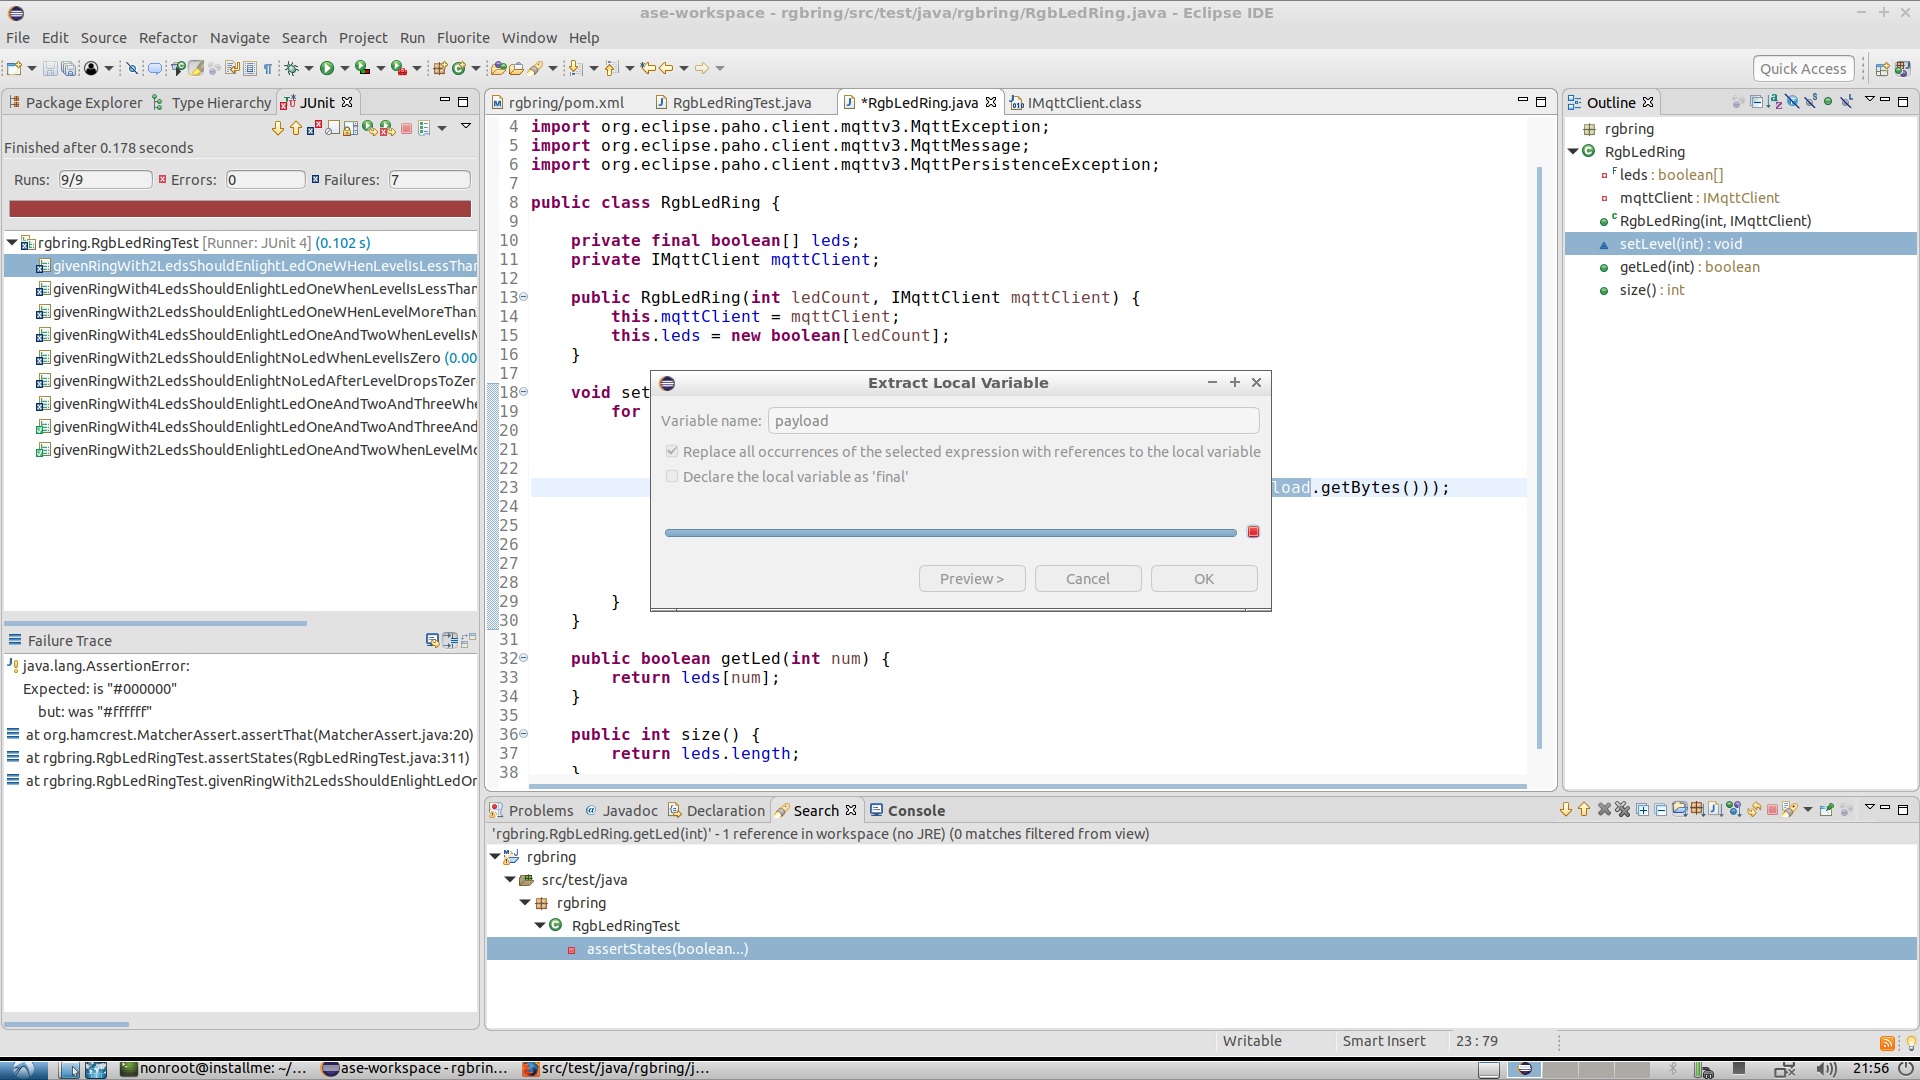 ase-workspace - rgbring/src/test/java/rgbring/RgbLedRing.java - Eclipse IDE
File Edit Source Refactor Navigate Search Project Run Fluorite Window Help
Quick Access
Package Explorer Type Hierarchy JUnit
Finished after 0.178 seconds
Runs: 9/9 Errors: 0 Failures: 7
rgbring.RgbLedRingTest [Runner: JUnit 4] (0.102 s)
givenRingWith2LedsShouldEnlightLedOneWHenLevelIsLessThan
givenRingWith4LedsShouldEnlightLedOneWhenLevelIsLessThan
givenRingWith2LedsShouldEnlightLedOneWHenLevelMoreThan
givenRingWith4LedsShouldEnlightLedOneAndTwoWhenLevelIsM
givenRingWith2LedsShouldEnlightNoLedWhenLevelIsZero (0.00
givenRingWith2LedsShouldEnlightNoLedAfterLevelDropsToZero
givenRingWith4LedsShouldEnlightLedOneAndTwoAndThreeWhe
givenRingWith4LedsShouldEnlightLedOneAndTwoAndThreeAnd
givenRingWith2LedsShouldEnlightLedOneAndTwoWhenLevelMo
Failure Trace
java.lang.AssertionError:
Expected: is "#000000"
but: was "#ffffff"
at org.hamcrest.MatcherAssert.assertThat(MatcherAssert.java:20)
at rgbring.RgbLedRingTest.assertStates(RgbLedRingTest.java:311)
at rgbring.RgbLedRingTest.givenRingWith2LedsShouldEnlightLedOr
rgbring/pom.xml RgbLedRingTest.java *RgbLedRing.java IMqttClient.class
4 import org.eclipse.paho.client.mqttv3.MqttException;
5 import org.eclipse.paho.client.mqttv3.MqttMessage;
6 import org.eclipse.paho.client.mqttv3.MqttPersistenceException;
7
8 public class RgbLedRing {
9
10 private final boolean[] leds;
11 private IMqttClient mqttClient;
12
13 public RgbLedRing(int ledCount, IMqttClient mqttClient) {
14 this.mqttClient = mqttClient;
15 this.leds = new boolean[ledCount];
16 }
17
18 void set
19 for
20
21
22
23 load.getBytes()));
24
25
26
27
28
29 }
30 }
31
32 public boolean getLed(int num) {
33 return leds[num];
34 }
35
36 public int size() {
37 return leds.length;
38 }
Extract Local Variable
Variable name: payload
Replace all occurrences of the selected expression with references to the local variable
Declare the local variable as 'final'
Preview > Cancel OK
Outline
rgbring
RgbLedRing
leds : boolean[]
mqttClient : IMqttClient
RgbLedRing(int, IMqttClient)
setLevel(int) : void
getLed(int) : boolean
size() : int
Problems Javadoc Declaration Search Console
'rgbring.RgbLedRing.getLed(int)' - 1 reference in workspace (no JRE) (0 matches filtered from view)
rgbring
src/test/java
rgbring
RgbLedRingTest
assertStates(boolean...)
Writable Smart Insert 23 : 79
nonroot@installme: ~/... ase-workspace - rgbrin... src/test/java/rgbring/j... 21:56